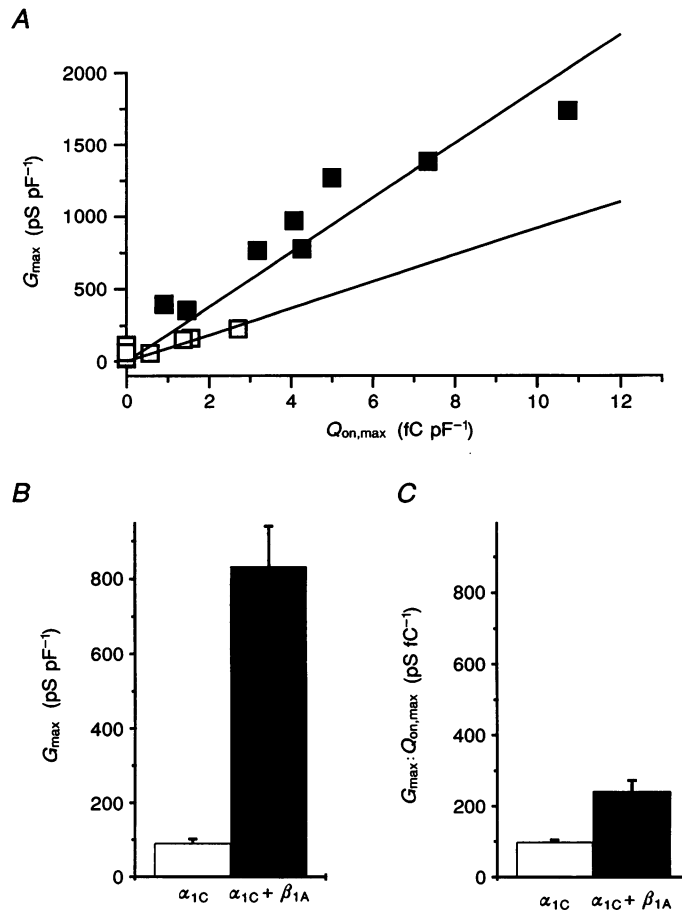 A
2000
1500
1000
500
0
Gmax (pS pF⁻¹)
0 2 4 6 8 10 12
Qon,max (fC pF⁻¹)
B
800
600
400
200
0
Gmax (pS pF⁻¹)
α1C α1C + β1A
C
800
600
400
200
0
Gmax:Qon,max (pS fC⁻¹)
α1C α1C + β1A